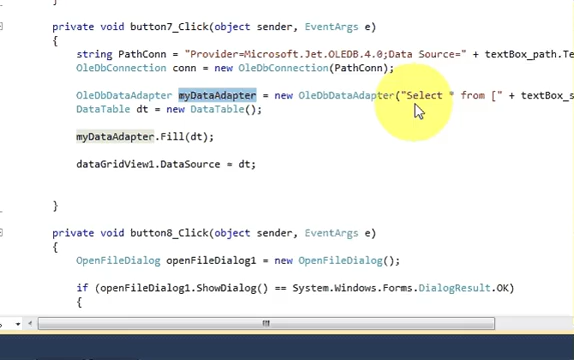 }
private void button7_Click(object sender, EventArgs e)
{
string PathConn = "Provider=Microsoft.Jet.OLEDB.4.0;Data Source=" + textBox_path.Te
OleDbConnection conn = new OleDbConnection(PathConn);
OleDbDataAdapter myDataAdapter = new OleDbDataAdapter("Select * from [" + textBox_s
DataTable dt = new DataTable();
myDataAdapter.Fill(dt);
dataGridView1.DataSource = dt;
}
private void button8_Click(object sender, EventArgs e)
{
OpenFileDialog openFileDialog1 = new OpenFileDialog();
if (openFileDialog1.ShowDialog() == System.Windows.Forms.DialogResult.OK)
{